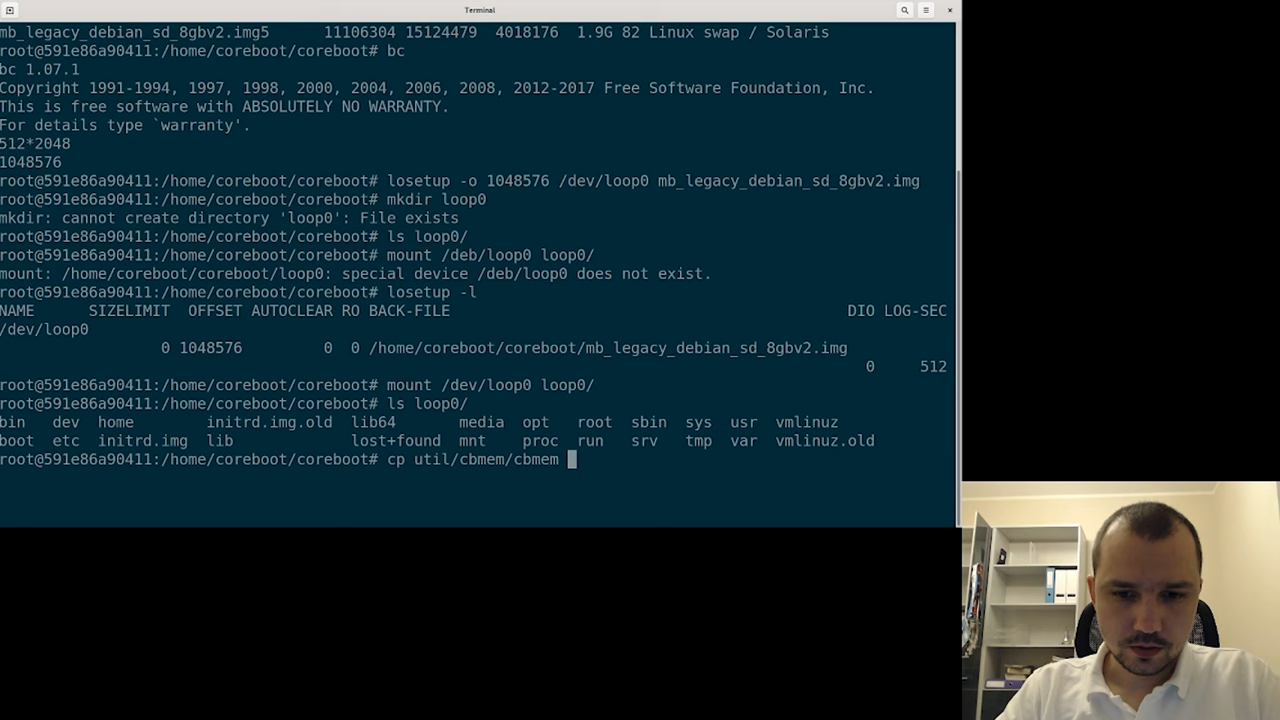 Terminal
mb_legacy_debian_sd_8gbv2.img5 11106304 15124479 4018176 1.9G 82 Linux swap / Solaris
root@591e86a90411:/home/coreboot/coreboot# bc
bc 1.07.1
Copyright 1991-1994, 1997, 1998, 2000, 2004, 2006, 2008, 2012-2017 Free Software Foundation, Inc.
This is free software with ABSOLUTELY NO WARRANTY.
For details type `warranty'.
512*2048
1048576
root@591e86a90411:/home/coreboot/coreboot# losetup -o 1048576 /dev/loop0 mb_legacy_debian_sd_8gbv2.img
root@591e86a90411:/home/coreboot/coreboot# mkdir loop0
mkdir: cannot create directory 'loop0': File exists
root@591e86a90411:/home/coreboot/coreboot# ls loop0/
root@591e86a90411:/home/coreboot/coreboot# mount /deb/loop0 loop0/
mount: /home/coreboot/coreboot/loop0: special device /deb/loop0 does not exist.
root@591e86a90411:/home/coreboot/coreboot# losetup -l
NAME SIZELIMIT OFFSET AUTOCLEAR RO BACK-FILE DIO LOG-SEC
/dev/loop0
0 1048576 0 0 /home/coreboot/coreboot/mb_legacy_debian_sd_8gbv2.img
0 512
root@591e86a90411:/home/coreboot/coreboot# mount /dev/loop0 loop0/
root@591e86a90411:/home/coreboot/coreboot# ls loop0/
bin dev home initrd.img.old lib64 media opt root sbin sys usr vmlinuz
boot etc initrd.img lib lost+found mnt proc run srv tmp var vmlinuz.old
root@591e86a90411:/home/coreboot/coreboot# cp util/cbmem/cbmem